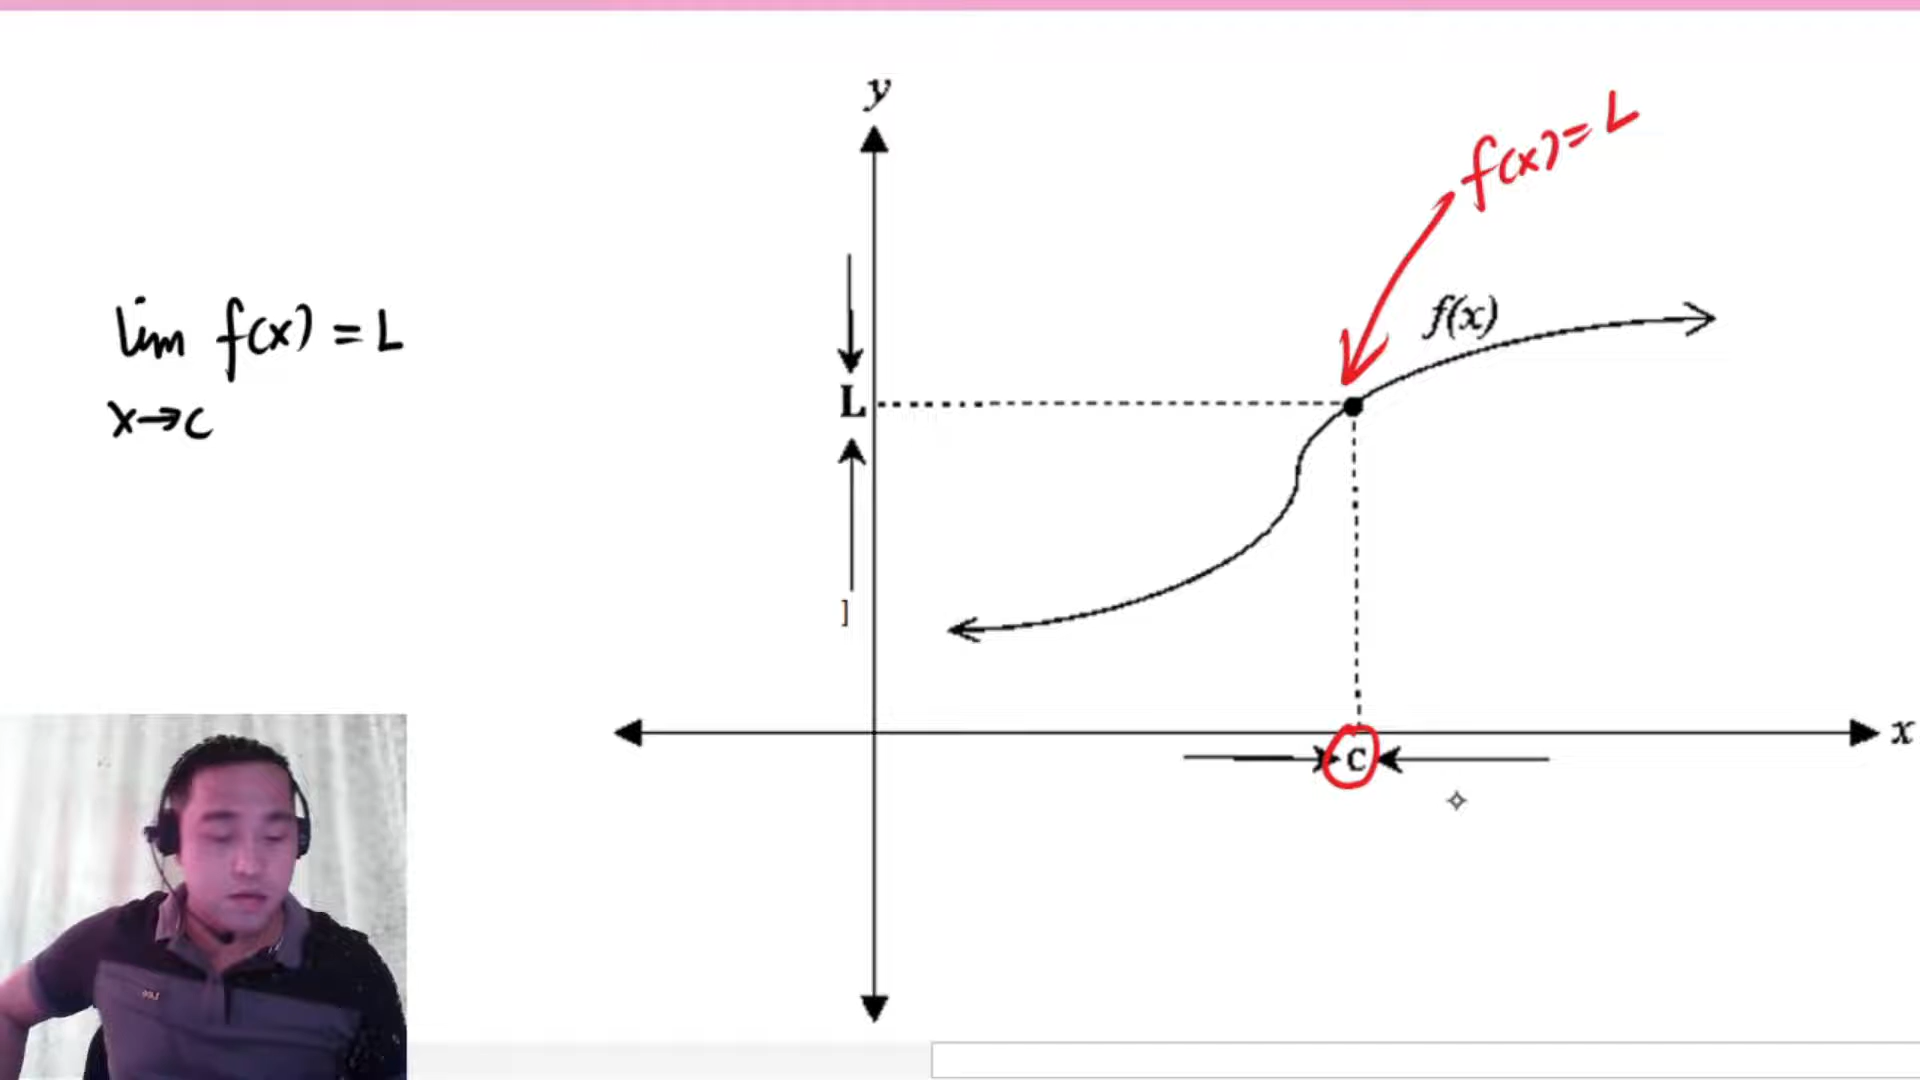 y
f(x)=L
f(x)
lim f(x) = L
x→c
L
]
x
c